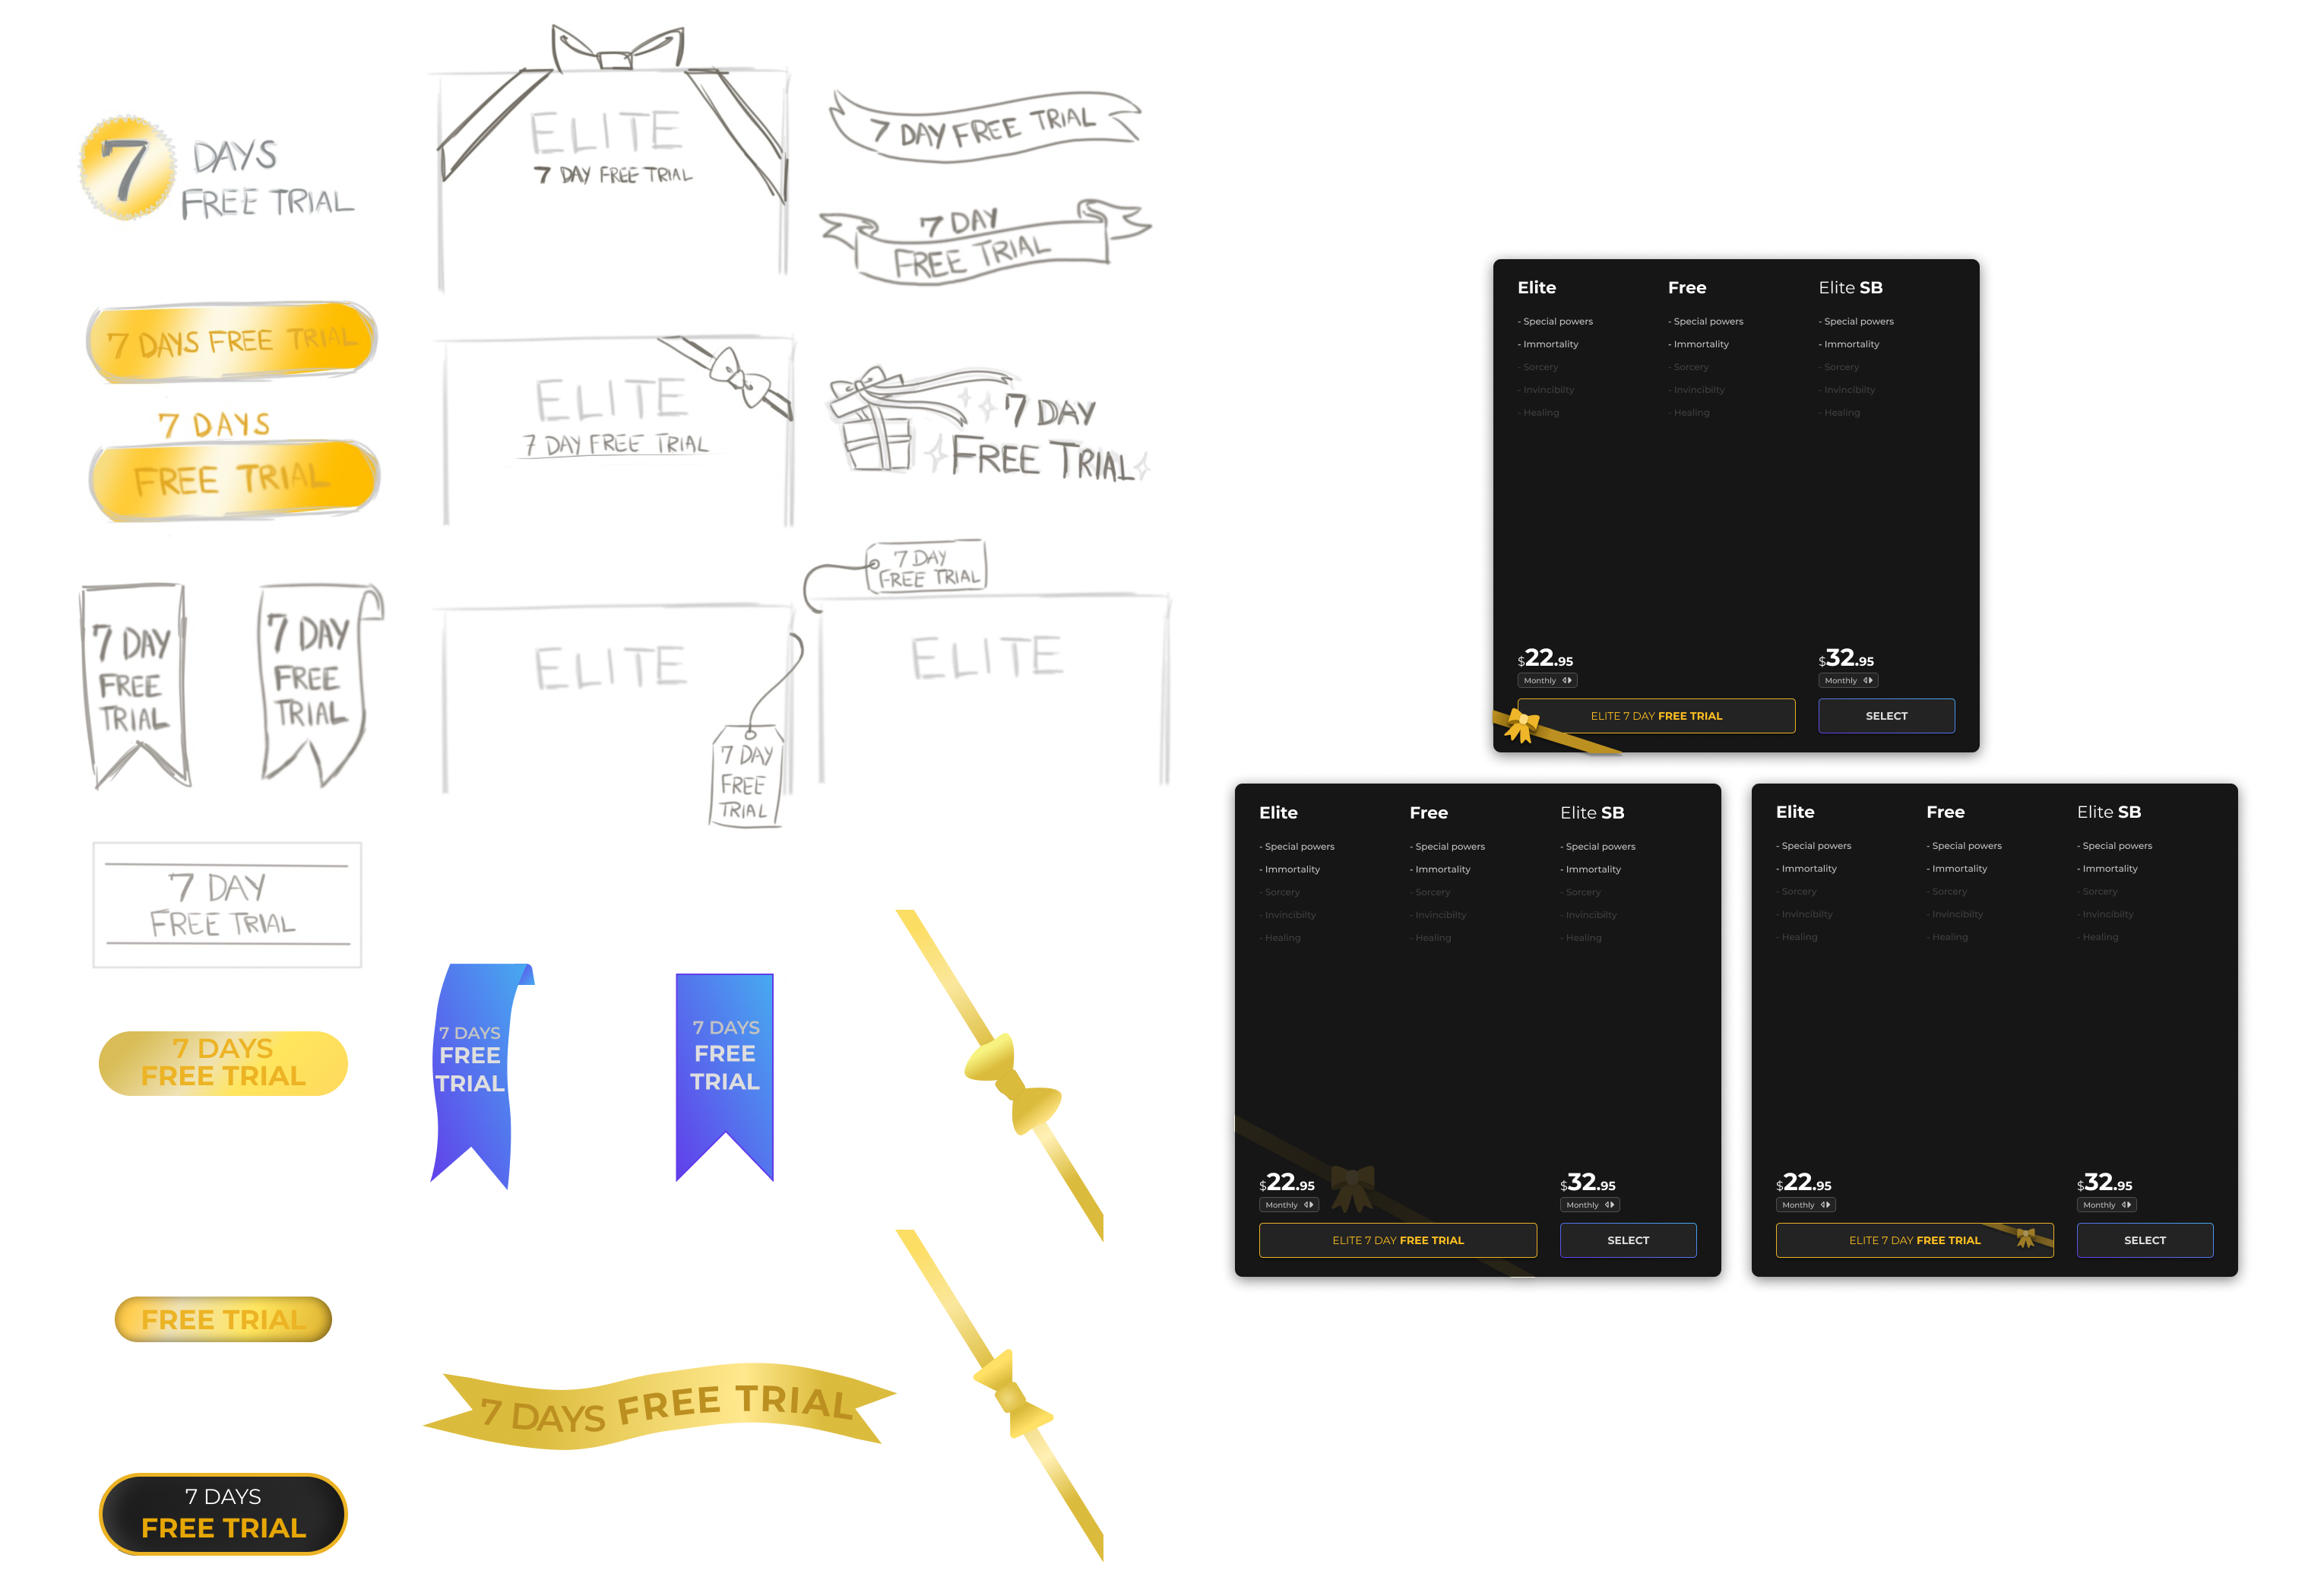 7
DAYS
FREE TRIAL
7 DAYS FREE TRIAL
7 DAYS
FREE TRIAL
7 DAY
FREE
TRIAL
7 DAY
FREE
TRIAL
7 DAY
FREE TRIAL
7 DAYS
FREE TRIAL
FREE TRIAL
7 DAYS
FREE TRIAL
ELITE
7 DAY FREE TRIAL
ELITE
7 DAY FREE TRIAL
ELITE
7 DAY
FREE
TRIAL
7 DAY FREE TRIAL
7 DAY
FREE TRIAL
7 DAY
FREE TRIAL
7 DAY
FREE TRIAL
ELITE
7 DAYS
FREE
TRIAL
7 DAYS
FREE
TRIAL
7 DAYS FREE TRIAL
Elite
- Special powers
- Immortality
- Sorcery
- Invincibilty
- Healing
Free
- Special powers
- Immortality
- Sorcery
- Invincibilty
- Healing
Elite SB
- Special powers
- Immortality
- Sorcery
- Invincibilty
- Healing
$22.95
Monthly
ELITE 7 DAY FREE TRIAL
$32.95
Monthly
SELECT
Elite
- Special powers
- Immortality
- Sorcery
- Invincibilty
- Healing
Free
- Special powers
- Immortality
- Sorcery
- Invincibilty
- Healing
Elite SB
- Special powers
- Immortality
- Sorcery
- Invincibilty
- Healing
$22.95
Monthly
ELITE 7 DAY FREE TRIAL
$32.95
Monthly
SELECT
Elite
- Special powers
- Immortality
- Sorcery
- Invincibilty
- Healing
Free
- Special powers
- Immortality
- Sorcery
- Invincibilty
- Healing
Elite SB
- Special powers
- Immortality
- Sorcery
- Invincibilty
- Healing
$22.95
Monthly
ELITE 7 DAY FREE TRIAL
$32.95
Monthly
SELECT